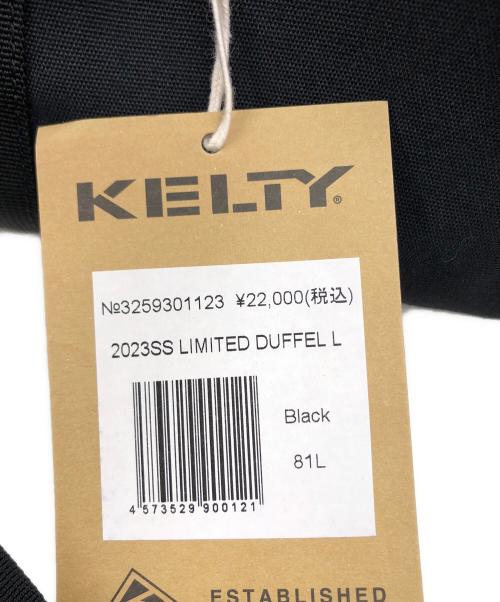 KELTY®
№3259301123 ¥22,000(税込)
2023SS LIMITED DUFFEL L
Black
81L
4 573529 900121
ESTABLISHED